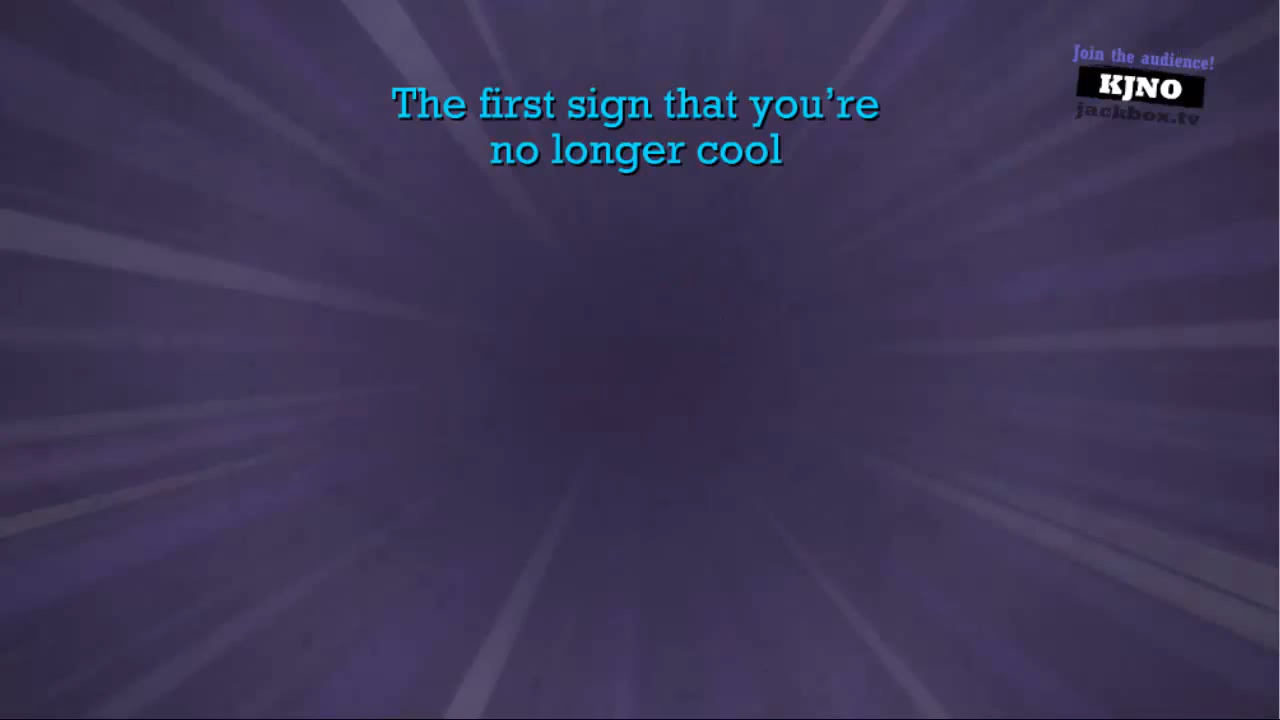 Join the audience!
KJNO
jackbox.tv
The first sign that you’re
no longer cool